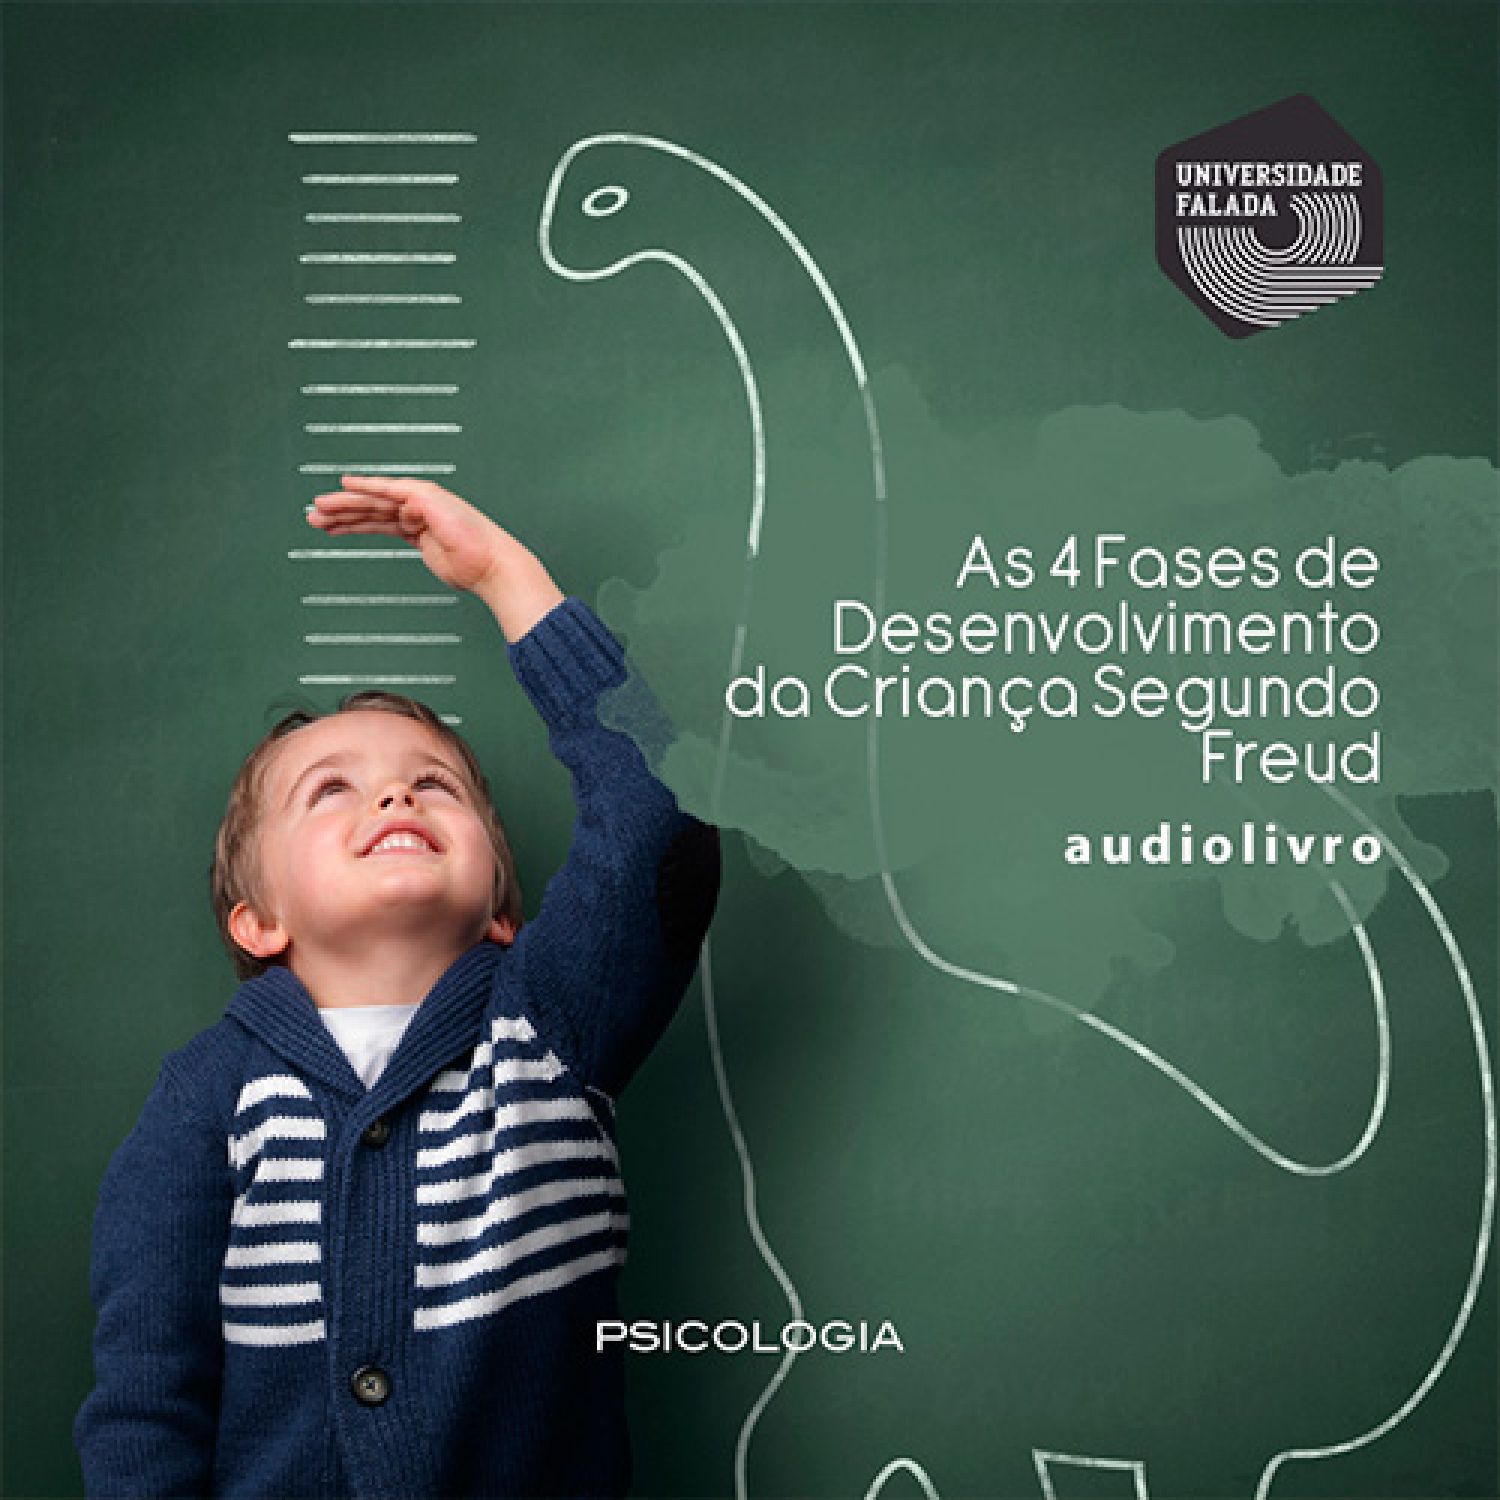 UNIVERSIDADE
FALADA
As 4 Fases de
Desenvolvimento
da Criança Segundo
Freud
audiolivro
PSICOLOGIA